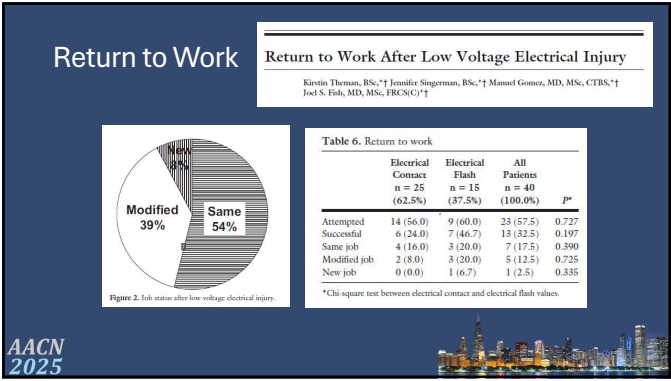 Return to Work
Return to Work After Low Voltage Electrical Injury
Kirstin Theman, BSc,*† Jennifer Singerman, BSc,*† Manuel Gomez, MD, MSc, CTBS,*†
Joel S. Fish, MD, MSc, FRCS(C)*†
New
8%
Modified
39%
Same
54%
Figure 2. Job status after low voltage electrical injury.
Table 6. Return to work
Electrical Electrical All
Contact Flash Patients
n = 25 n = 15 n = 40
(62.5%) (37.5%) (100.0%) P*
Attempted 14 (56.0) 9 (60.0) 23 (57.5) 0.727
Successful 6 (24.0) 7 (46.7) 13 (32.5) 0.197
Same job 4 (16.0) 3 (20.0) 7 (17.5) 0.390
Modified job 2 (8.0) 3 (20.0) 5 (12.5) 0.725
New job 0 (0.0) 1 (6.7) 1 (2.5) 0.335
*Chi-square test between electrical contact and electrical flash values.
AACN
2025